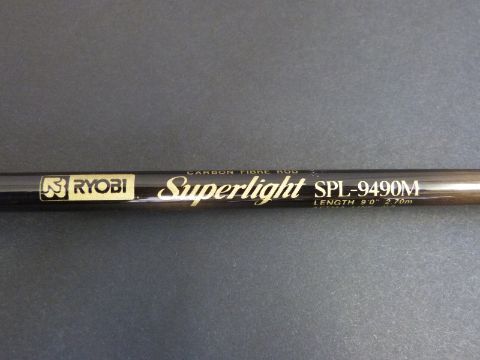 CARBON FIBRE ROD
RYOBI Superlight SPL-9490M
LENGTH 9'0" 2.70m